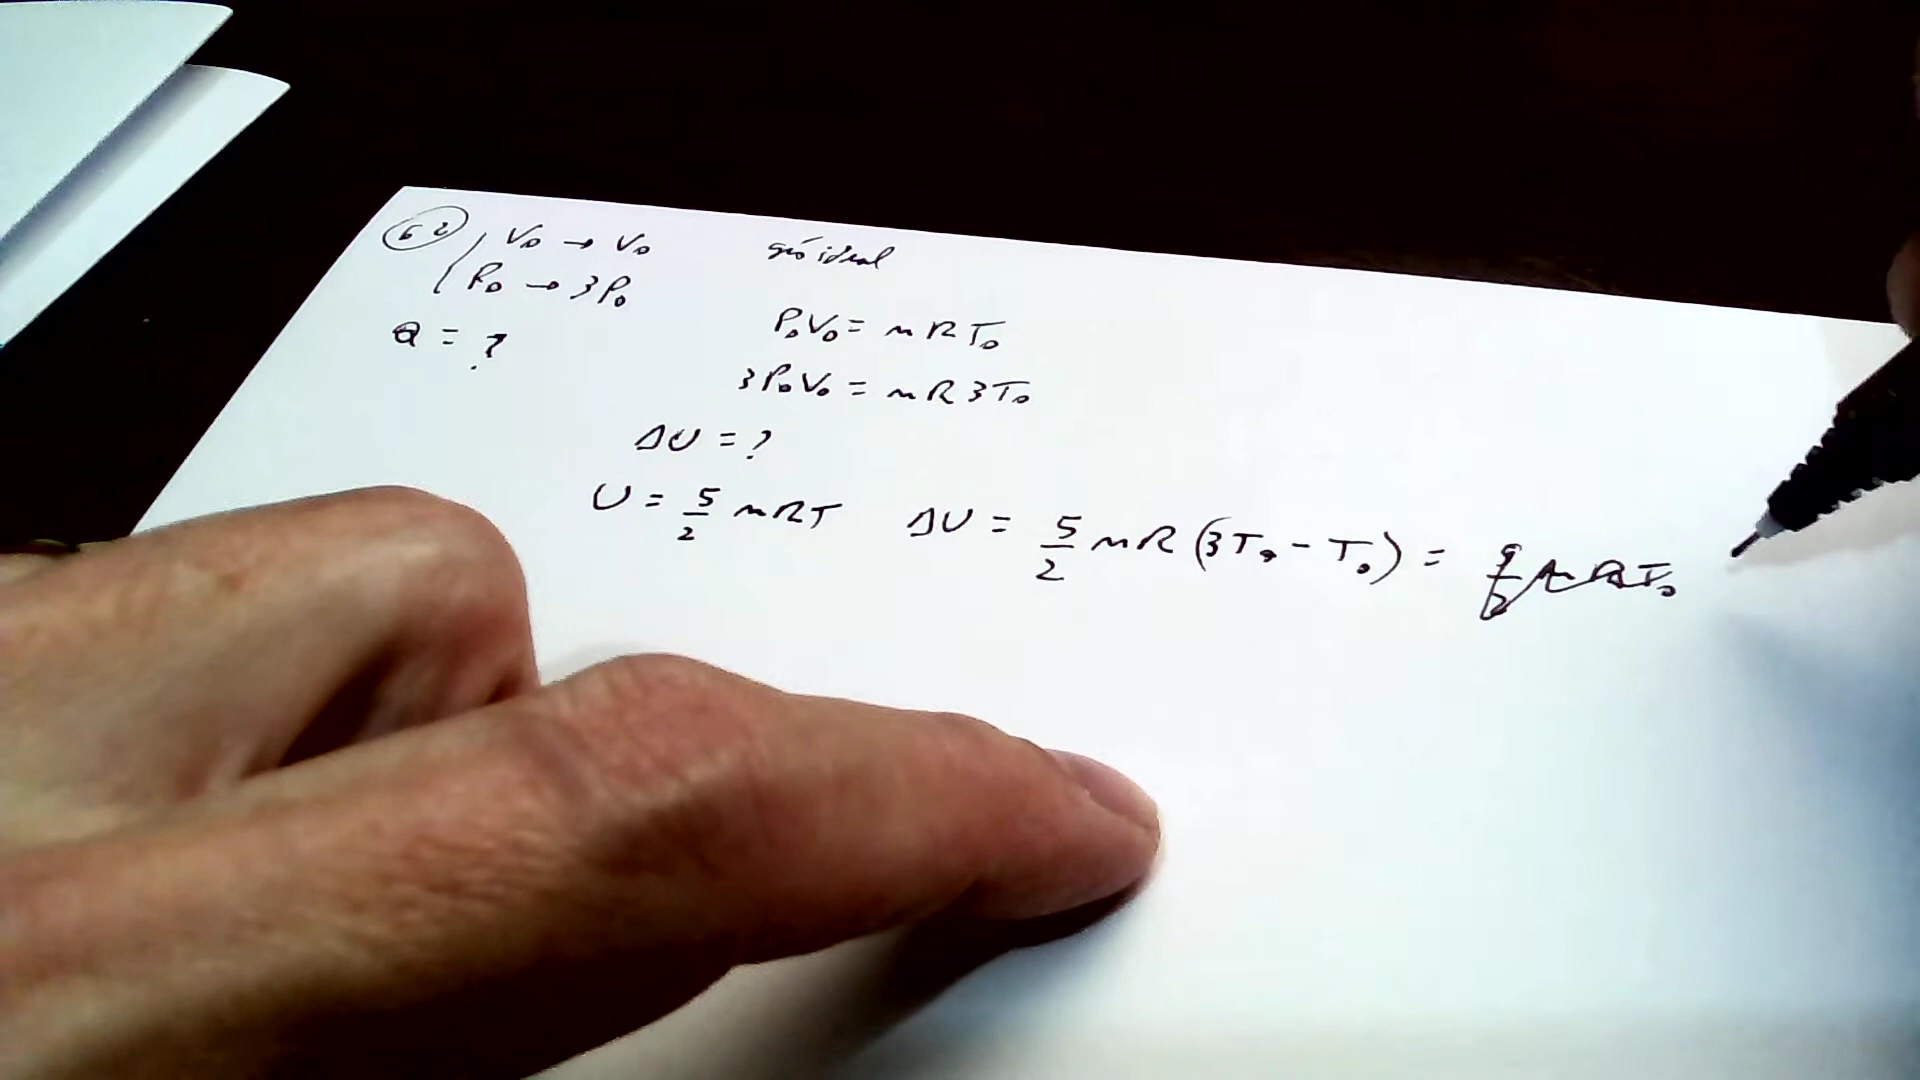 62 V₀ → V₀ gás ideal
P₀ → 3P₀
Q = ?
P₀V₀ = nRT₀
3P₀V₀ = nR3T₀
ΔU = ?
U = 5/2 nRT ΔU = 5/2 nR(3T₀ - T₀) =